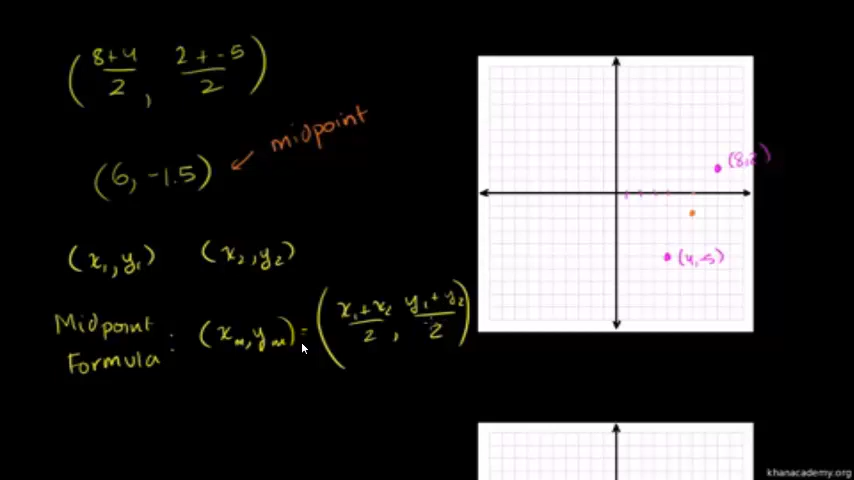 (8+4/2, 2+-5/2)
midpoint
(6, -1.5)
(8,2)
(x₁,y₁) (x₂,y₂)
(4,-5)
Midpoint
Formula: (xₘ,yₘ)=(x₁+x₂/2, y₁+y₂/2)
khanacademy.org